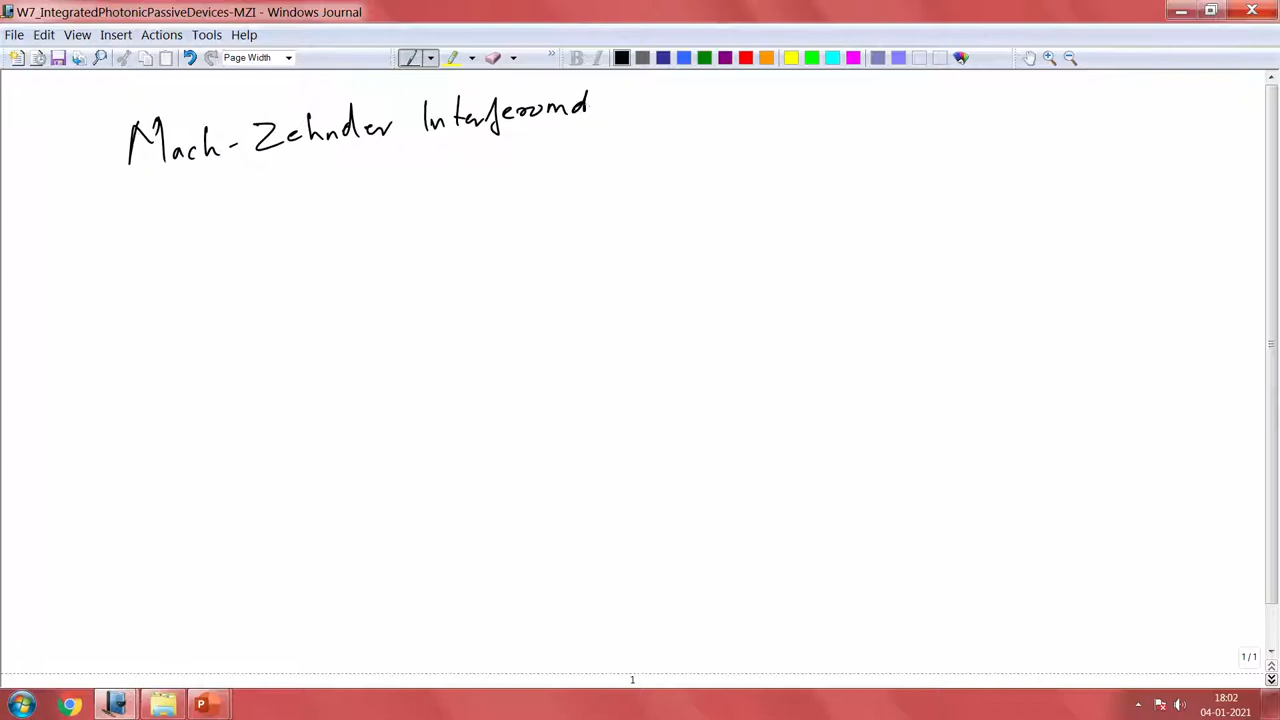 W7_IntegratedPhotonicPassiveDevices-MZI - Windows Journal
File Edit View Insert Actions Tools Help
Page Width
B I
Mach-Zehnder Interferom
1/1
1
18:02
04-01-2021